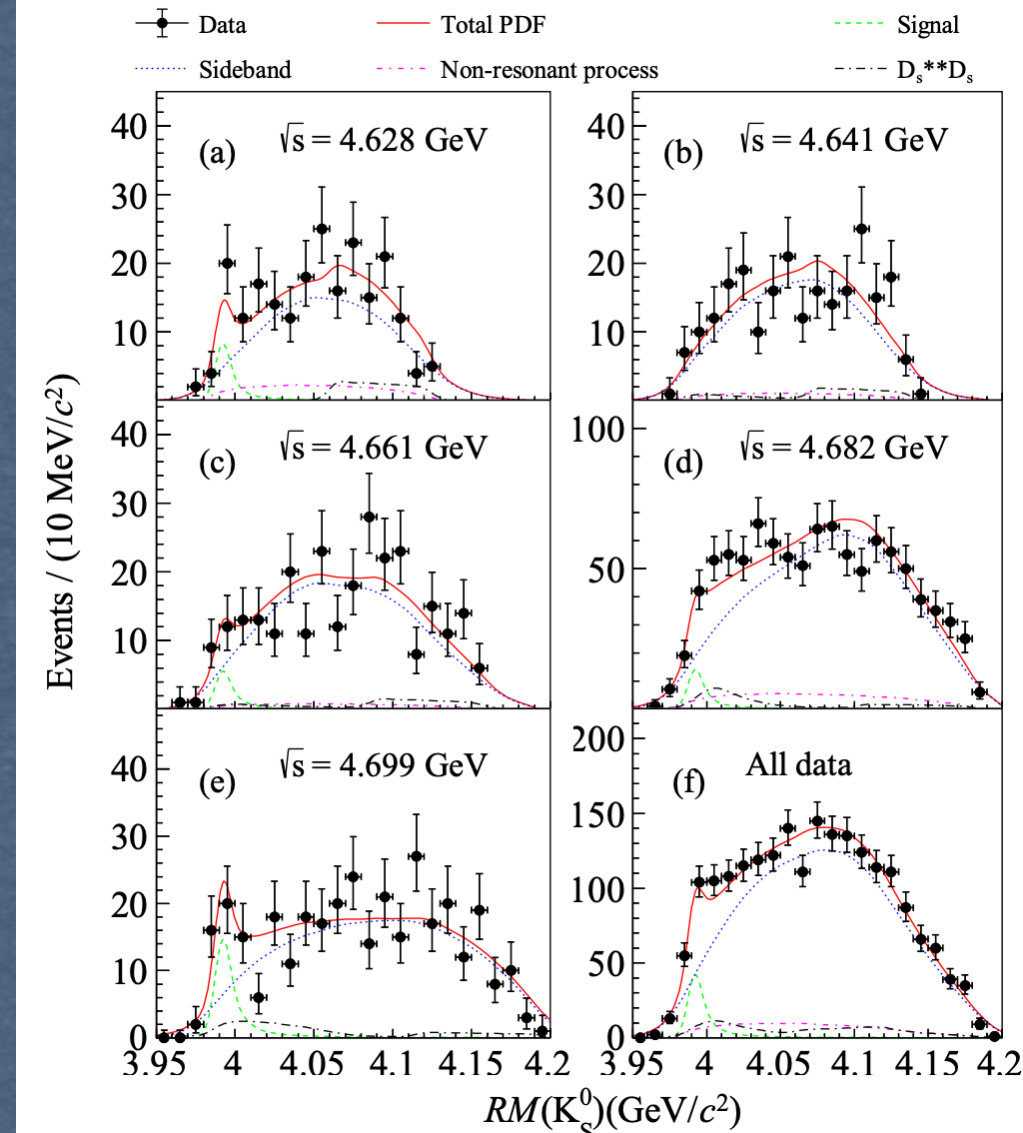 Data Total PDF Signal
Sideband Non-resonant process Dₛ**Dₛ
(a) √s = 4.628 GeV
40
30
20
10
(b) √s = 4.641 GeV
40
30
20
10
(c) √s = 4.661 GeV
40
30
20
10
(d) √s = 4.682 GeV
100
50
(e) √s = 4.699 GeV
40
30
20
10
0
3.95 4 4.05 4.1 4.15
(f) All data
200
150
100
50
0
3.95 4 4.05 4.1 4.15 4.2
Events / (10 MeV/c²)
RM(K⁰_S)(GeV/c²)